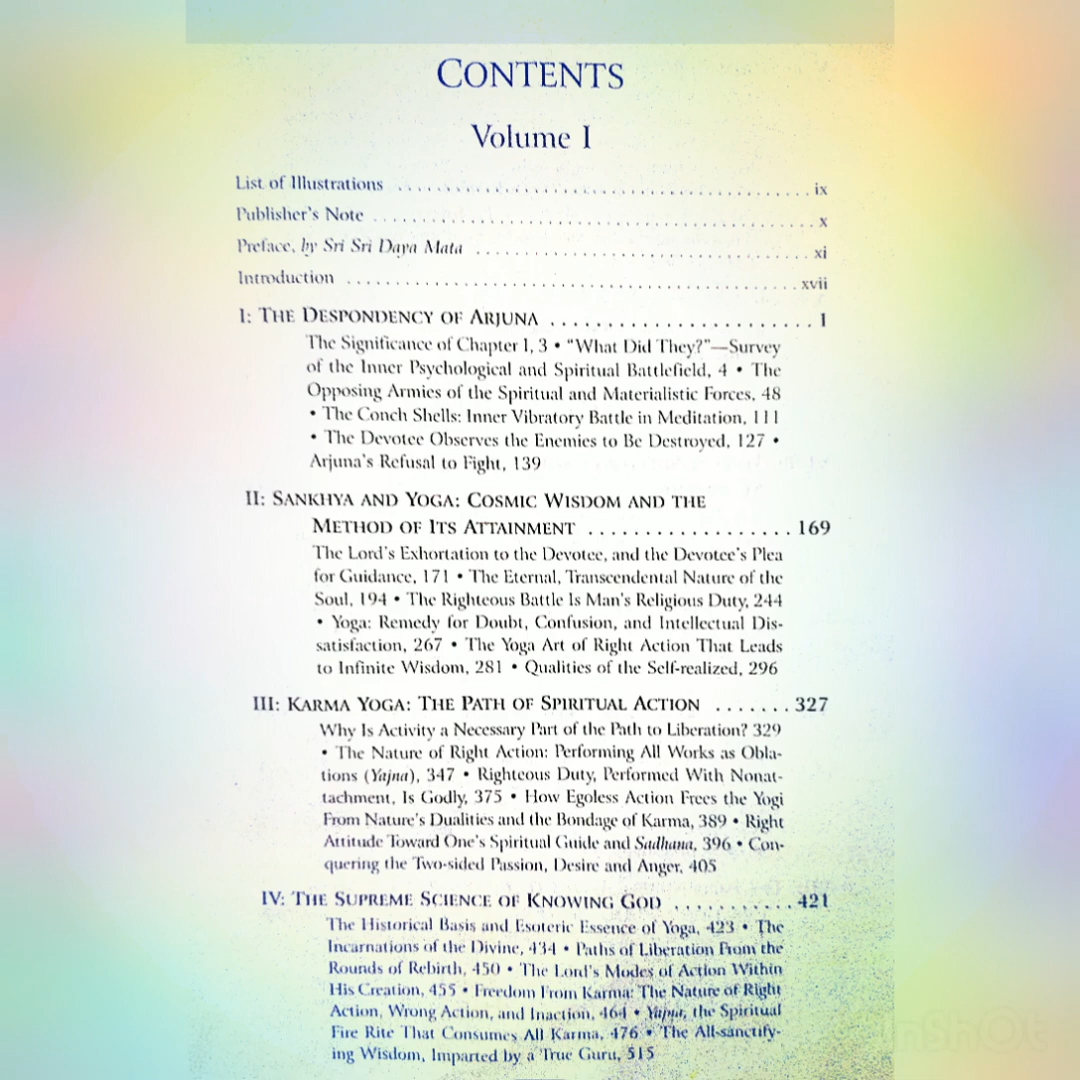 CONTENTS
Volume I
List of Illustrations ........................................ ix
Publisher's Note ........................................ x
Preface, by Sri Sri Daya Mata ........................................ xi
Introduction ........................................ xvii
I: THE DESPONDENCY OF ARJUNA ........................ 1
The Significance of Chapter I, 3 • "What Did They?"—Survey
of the Inner Psychological and Spiritual Battlefield, 4 • The
Opposing Armies of the Spiritual and Materialistic Forces, 48
• The Conch Shells: Inner Vibratory Battle in Meditation, 111
• The Devotee Observes the Enemies to Be Destroyed, 127 •
Arjuna's Refusal to Fight, 139
II: SANKHYA AND YOGA: COSMIC WISDOM AND THE
METHOD OF ITS ATTAINMENT .................. 169
The Lord's Exhortation to the Devotee, and the Devotee's Plea
for Guidance, 171 • The Eternal, Transcendental Nature of the
Soul, 194 • The Righteous Battle Is Man's Religious Duty, 244
• Yoga: Remedy for Doubt, Confusion, and Intellectual Dis-
satisfaction, 267 • The Yoga Art of Right Action That Leads
to Infinite Wisdom, 281 • Qualities of the Self-realized, 296
III: KARMA YOGA: THE PATH OF SPIRITUAL ACTION ....... 327
Why Is Activity a Necessary Part of the Path to Liberation? 329
• The Nature of Right Action: Performing All Works as Obla-
tions (Yajna), 347 • Righteous Duty, Performed With Nonat-
tachment, Is Godly, 375 • How Egoless Action Frees the Yogi
From Nature's Dualities and the Bondage of Karma, 389 • Right
Attitude Toward One's Spiritual Guide and Sadhana, 396 • Con-
quering the Two-sided Passion, Desire and Anger, 405
IV: THE SUPREME SCIENCE OF KNOWING GOD ........... 421
The Historical Basis and Esoteric Essence of Yoga, 423 • The
Incarnations of the Divine, 434 • Paths of Liberation From the
Rounds of Rebirth, 450 • The Lord's Modes of Action Within
His Creation, 455 • Freedom From Karma: The Nature of Right
Action, Wrong Action, and Inaction, 464 • Yajna, the Spiritual
Fire Rite That Consumes All Karma, 476 • The All-sanctify-
ing Wisdom, Imparted by a True Guru, 515
InShOt